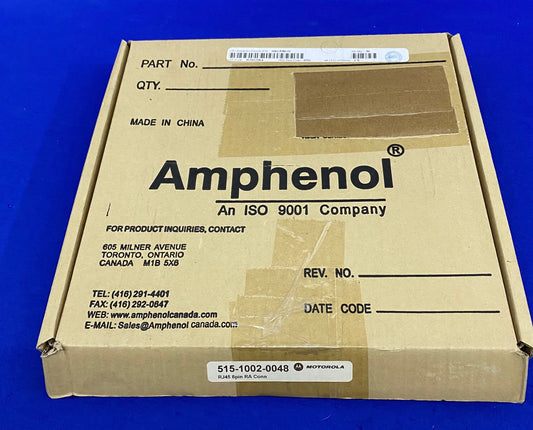 PART No.
QTY.
MADE IN CHINA
Amphenol®
An ISO 9001 Company
FOR PRODUCT INQUIRIES, CONTACT
605 MILNER AVENUE
TORONTO, ONTARIO
CANADA M1B 5X6
REV. NO.
DATE CODE
TEL: (416) 291-4401
FAX: (416) 292-0647
WEB: www.amphenolcanada.com
E-MAIL: Sales@Amphenol canada.com
515-1002-0048 MOTOROLA
RJ45 8pin RA Conn